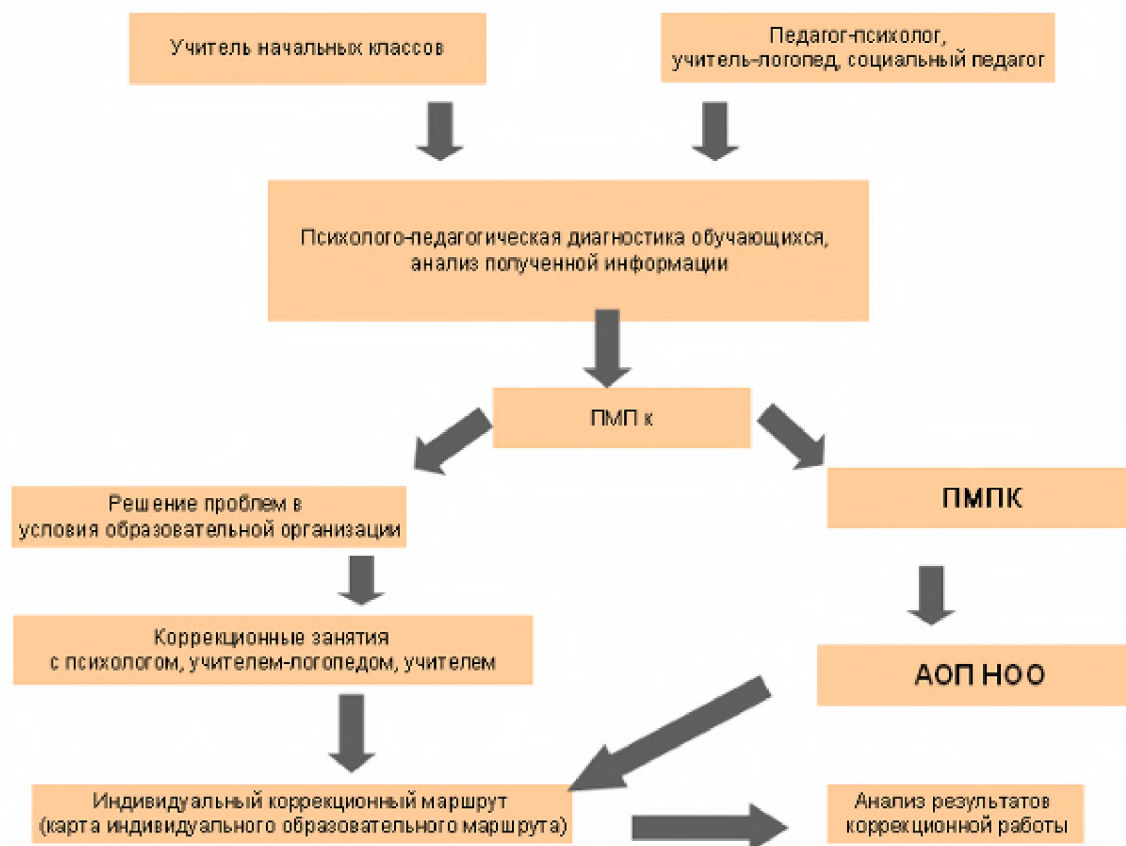 Учитель начальных классов
Педагог-психолог,
учитель-логопед, социальный педагог
Психолого-педагогическая диагностика обучающихся,
анализ полученной информации
ПМП к
Решение проблем в
условия образовательной организации
ПМПК
Коррекционные занятия
с психологом, учителем-логопедом, учителем
АОП НОО
Индивидуальный коррекционный маршрут
(карта индивидуального образовательного маршрута)
Анализ результатов
коррекционной работы